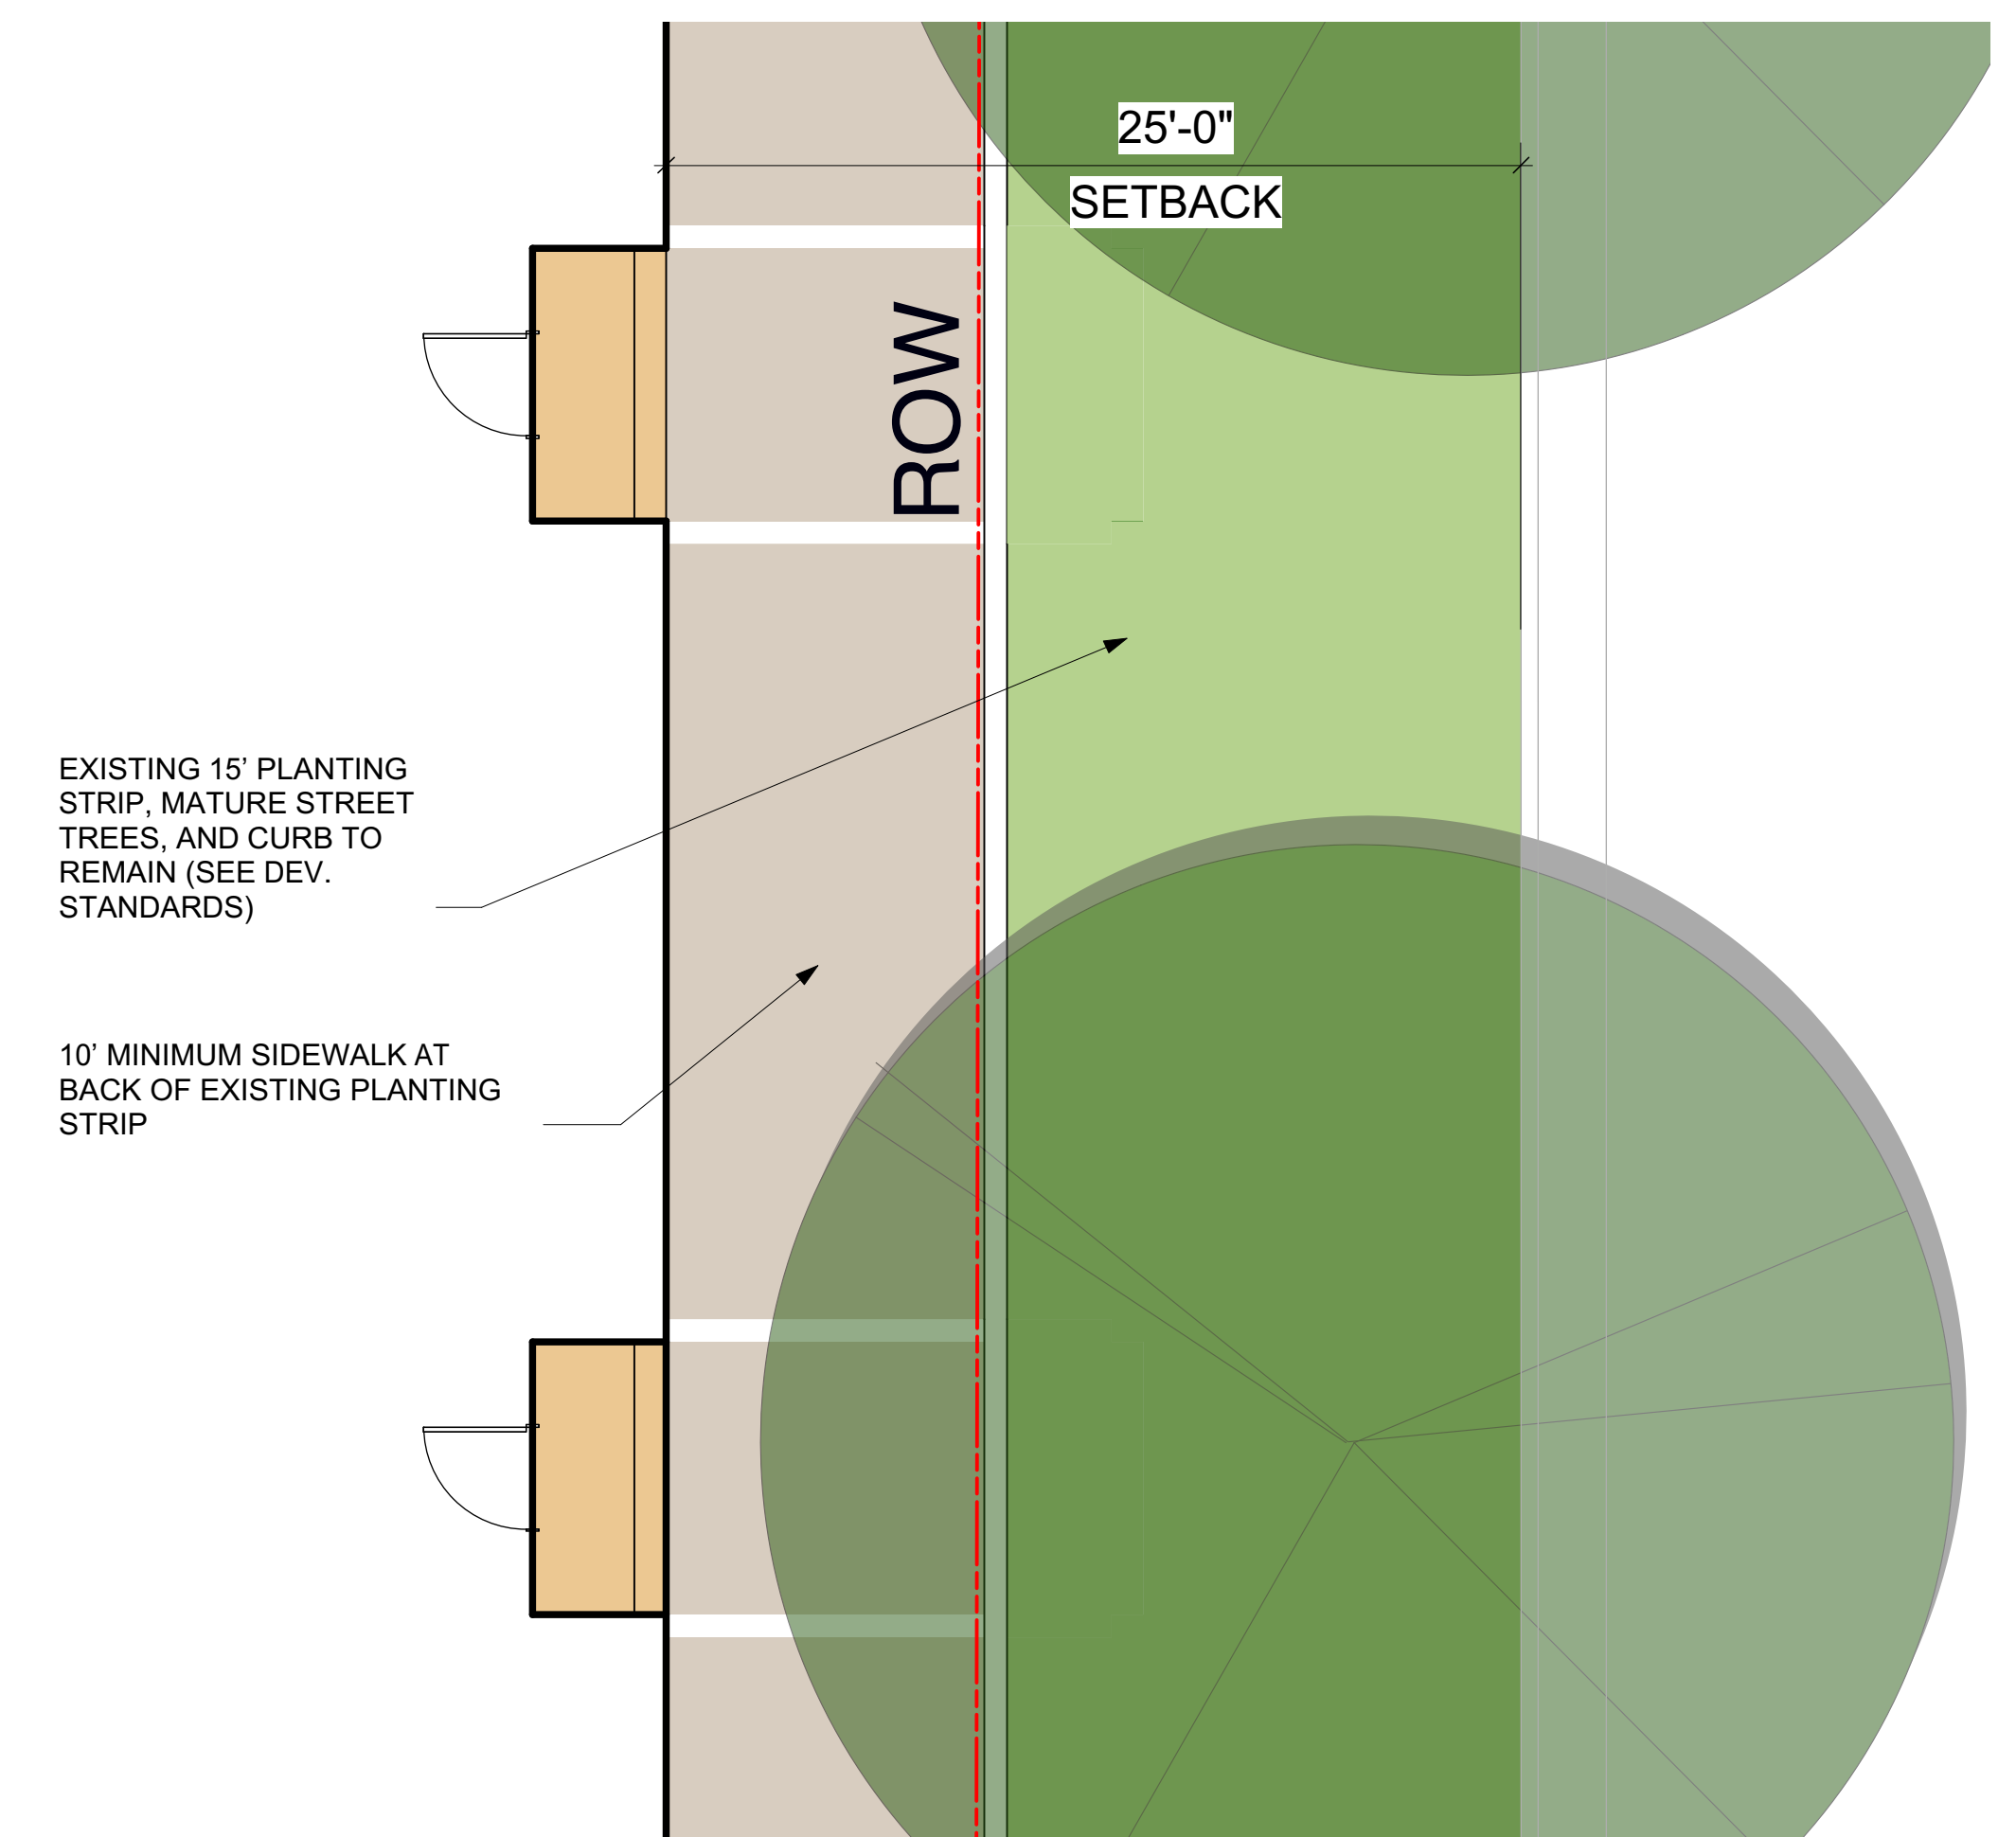 25'-0"
SETBACK
ROW
EXISTING 15’ PLANTING
STRIP, MATURE STREET
TREES, AND CURB TO
REMAIN (SEE DEV.
STANDARDS)
10’ MINIMUM SIDEWALK AT
BACK OF EXISTING PLANTING
STRIP